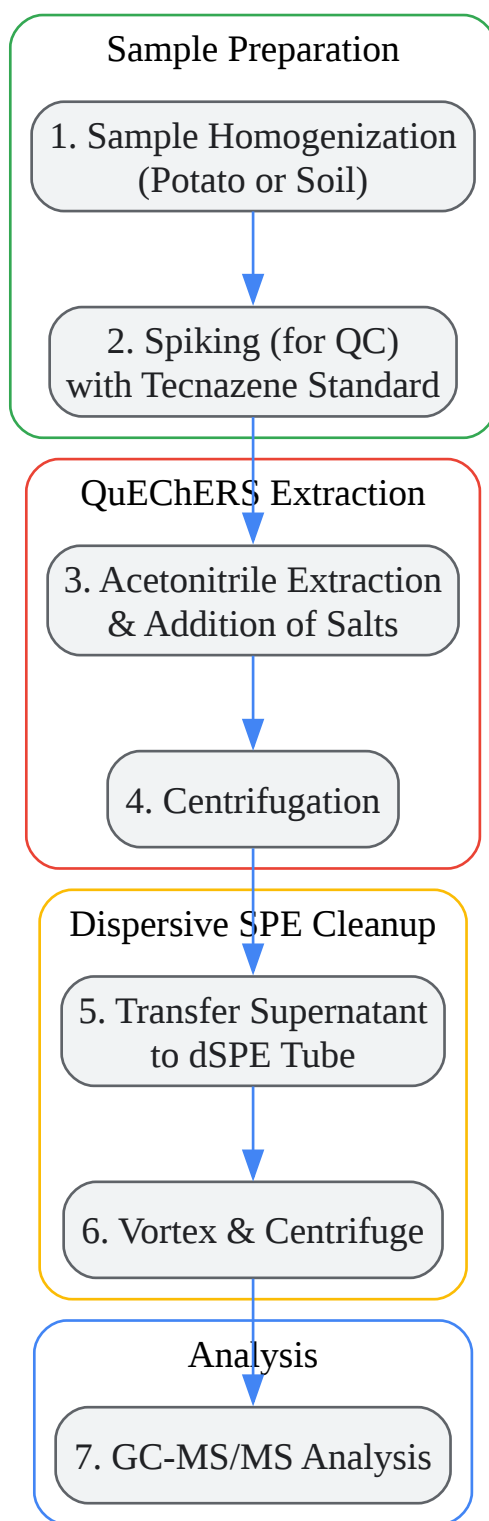 Sample Preparation
1. Sample Homogenization
(Potato or Soil)
2. Spiking (for QC)
with Tecnazene Standard
QuEChERS Extraction
3. Acetonitrile Extraction
& Addition of Salts
4. Centrifugation
Dispersive SPE Cleanup
5. Transfer Supernatant
to dSPE Tube
6. Vortex & Centrifuge
Analysis
7. GC-MS/MS Analysis